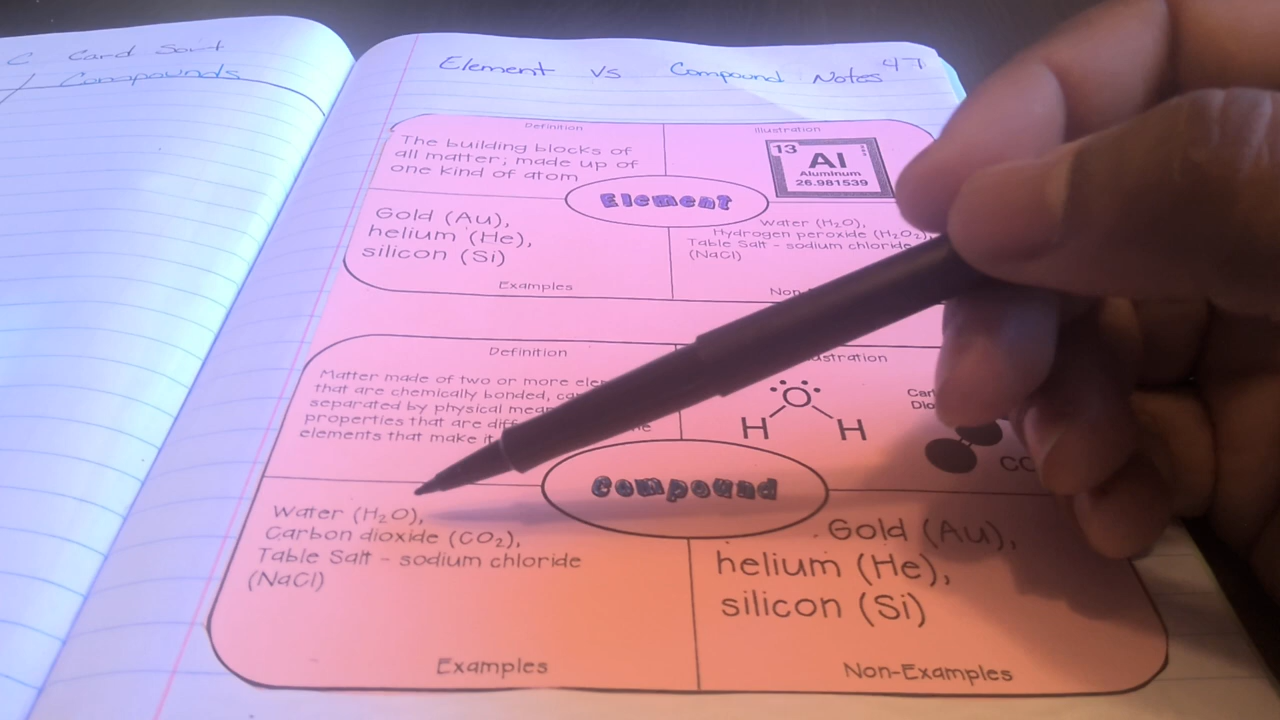 C Card Sort
/ Compounds
Element vs Compound Notes 47
Definition
The building blocks of
all matter; made up of
one kind of atom
Illustration
13
Al
Aluminum
26.981539
Element
Gold (Au),
helium (He),
silicon (Si)
Examples
Water (H₂O),
Hydrogen peroxide (H₂O₂),
Table Salt - sodium chloride
(NaCl)
Non-
Definition
Matter made of two or more
that are chemically bonded,
separated by physical
properties that are
elements that make it
Illustration
O
H H
Compound
Water (H₂O),
Carbon dioxide (CO₂),
Table Salt - sodium chloride
(NaCl)
Examples
Gold (Au),
helium (He),
silicon (Si)
Non-Examples